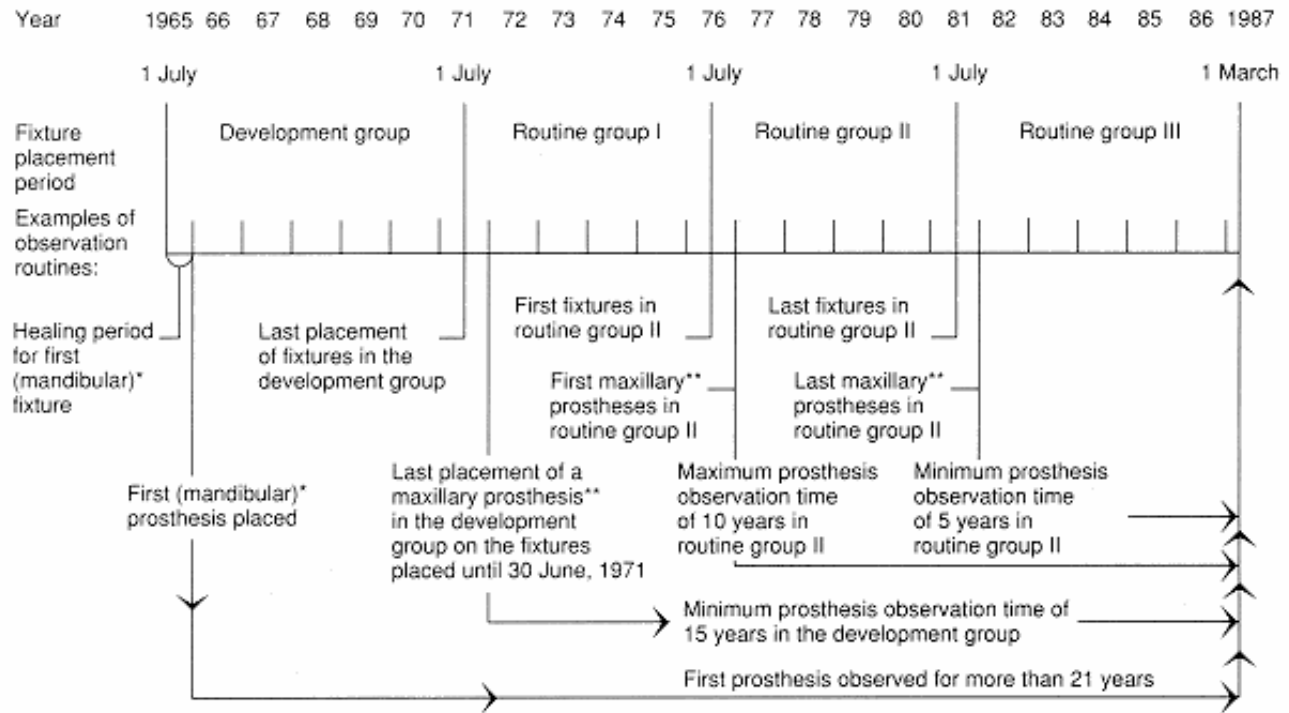 Year 1965 66 67 68 69 70 71 72 73 74 75 76 77 78 79 80 81 82 83 84 85 86 1987
1 July 1 July 1 July 1 July 1 March
Fixture
placement
period
Development group Routine group I Routine group II Routine group III
Examples of
observation
routines:
Healing period
for first
(mandibular)*
fixture
Last placement
of fixtures in the
development group
First fixtures in
routine group II
Last fixtures in
routine group II
First maxillary**
prostheses in
routine group II
Last maxillary**
prostheses in
routine group II
First (mandibular)*
prosthesis placed
Last placement of a
maxillary prosthesis**
in the development
group on the fixtures
placed until 30 June, 1971
Maximum prosthesis
observation time
of 10 years in
routine group II
Minimum prosthesis
observation time
of 5 years in
routine group II
Minimum prosthesis observation time of
15 years in the development group
First prosthesis observed for more than 21 years